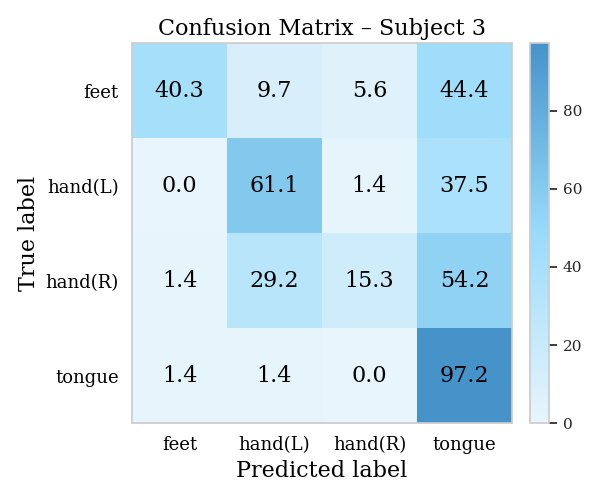 Confusion Matrix – Subject 3
feet 40.3 9.7 5.6 44.4
hand(L) 0.0 61.1 1.4 37.5
hand(R) 1.4 29.2 15.3 54.2
tongue 1.4 1.4 0.0 97.2
feet hand(L) hand(R) tongue
Predicted label
True label
80
60
40
20
0